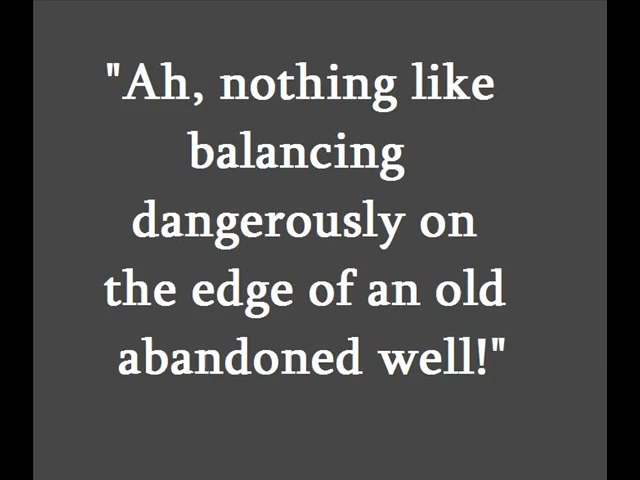 "Ah, nothing like
balancing
dangerously on
the edge of an old
abandoned well!"